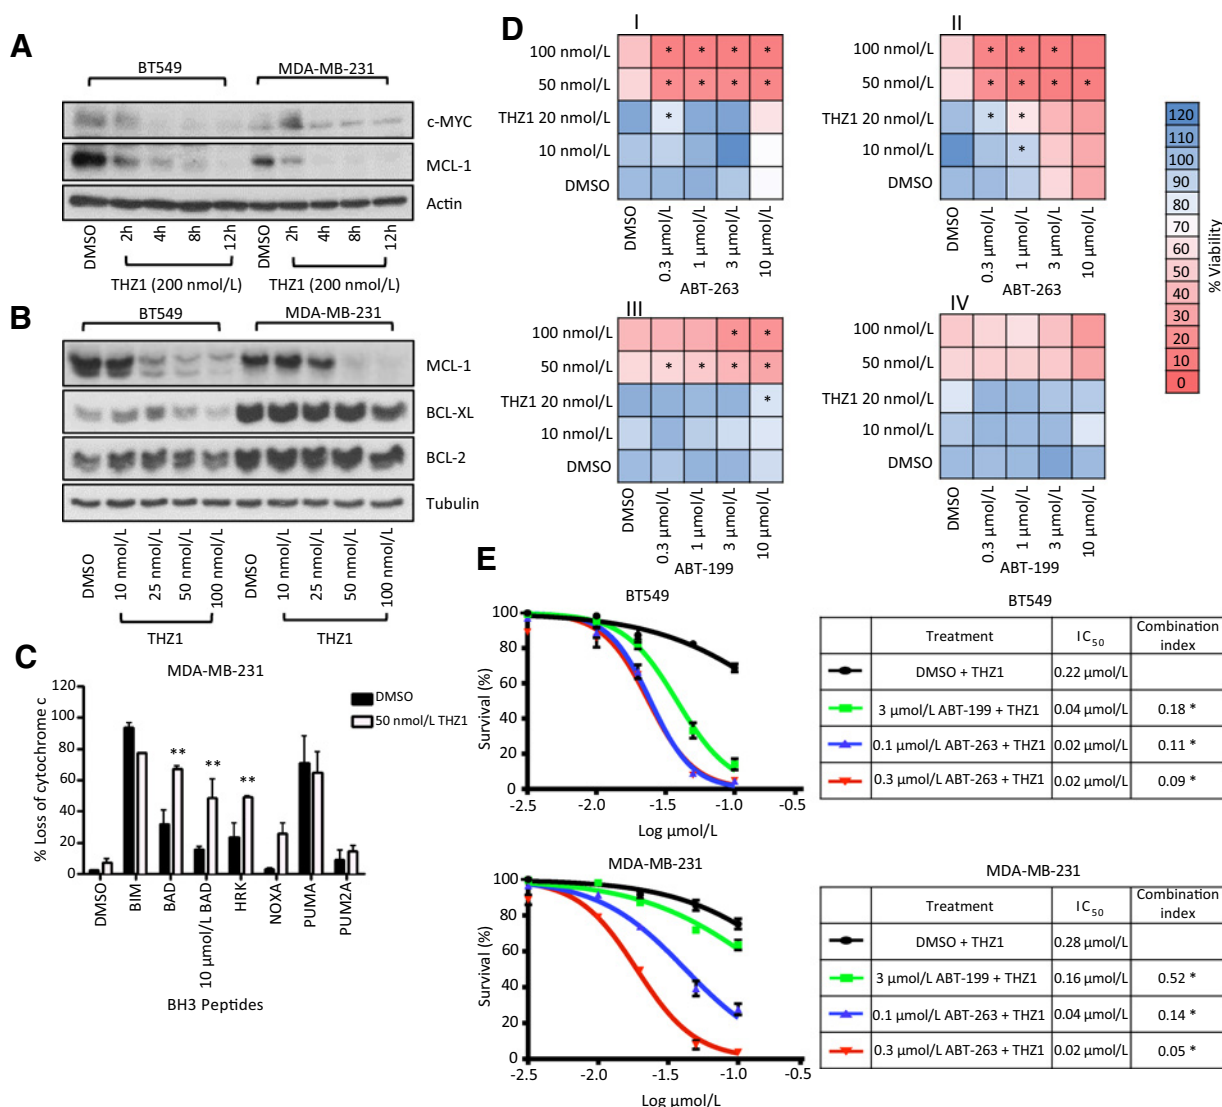 A
BT549
MDA-MB-231
c-MYC
MCL-1
Actin
DMSO
2h
4h
8h
12h
DMSO
2h
4h
8h
12h
THZ1 (200 nmol/L)
THZ1 (200 nmol/L)
B
BT549
MDA-MB-231
MCL-1
BCL-XL
BCL-2
Tubulin
DMSO
10 nmol/L
25 nmol/L
50 nmol/L
100 nmol/L
DMSO
10 nmol/L
25 nmol/L
50 nmol/L
100 nmol/L
THZ1
THZ1
C
MDA-MB-231
% Loss of cytochrome c
120
100
80
60
40
20
0
DMSO
50 nmol/L THZ1
**
**
**
DMSO
BIM
BAD
10 µmol/L BAD
HRK
NOXA
PUMA
PUM2A
BH3 Peptides
D
I
100 nmol/L
* * * *
50 nmol/L
* * * *
THZ1 20 nmol/L
*
10 nmol/L
DMSO
DMSO
0.3 µmol/L
1 µmol/L
3 µmol/L
10 µmol/L
ABT-263
II
100 nmol/L
* * *
50 nmol/L
* * * *
THZ1 20 nmol/L
* *
10 nmol/L
*
DMSO
DMSO
0.3 µmol/L
1 µmol/L
3 µmol/L
10 µmol/L
ABT-263
III
100 nmol/L
* *
50 nmol/L
* * * *
THZ1 20 nmol/L
*
10 nmol/L
DMSO
DMSO
0.3 µmol/L
1 µmol/L
3 µmol/L
10 µmol/L
ABT-199
IV
100 nmol/L
50 nmol/L
THZ1 20 nmol/L
10 nmol/L
DMSO
DMSO
0.3 µmol/L
1 µmol/L
3 µmol/L
10 µmol/L
ABT-199
120
110
100
90
80
70
60
50
40
30
20
10
0
% Viability
E
BT549
Survival (%)
100
80
60
40
20
0
-2.5
-2.0
-1.5
-1.0
-0.5
Log µmol/L
BT549
Treatment IC50 Combination index
DMSO + THZ1 0.22 µmol/L
3 µmol/L ABT-199 + THZ1 0.04 µmol/L 0.18 *
0.1 µmol/L ABT-263 + THZ1 0.02 µmol/L 0.11 *
0.3 µmol/L ABT-263 + THZ1 0.02 µmol/L 0.09 *
MDA-MB-231
Survival (%)
100
80
60
40
20
0
-2.5
-2.0
-1.5
-1.0
-0.5
Log µmol/L
MDA-MB-231
Treatment IC50 Combination index
DMSO + THZ1 0.28 µmol/L
3 µmol/L ABT-199 + THZ1 0.16 µmol/L 0.52 *
0.1 µmol/L ABT-263 + THZ1 0.04 µmol/L 0.14 *
0.3 µmol/L ABT-263 + THZ1 0.02 µmol/L 0.05 *